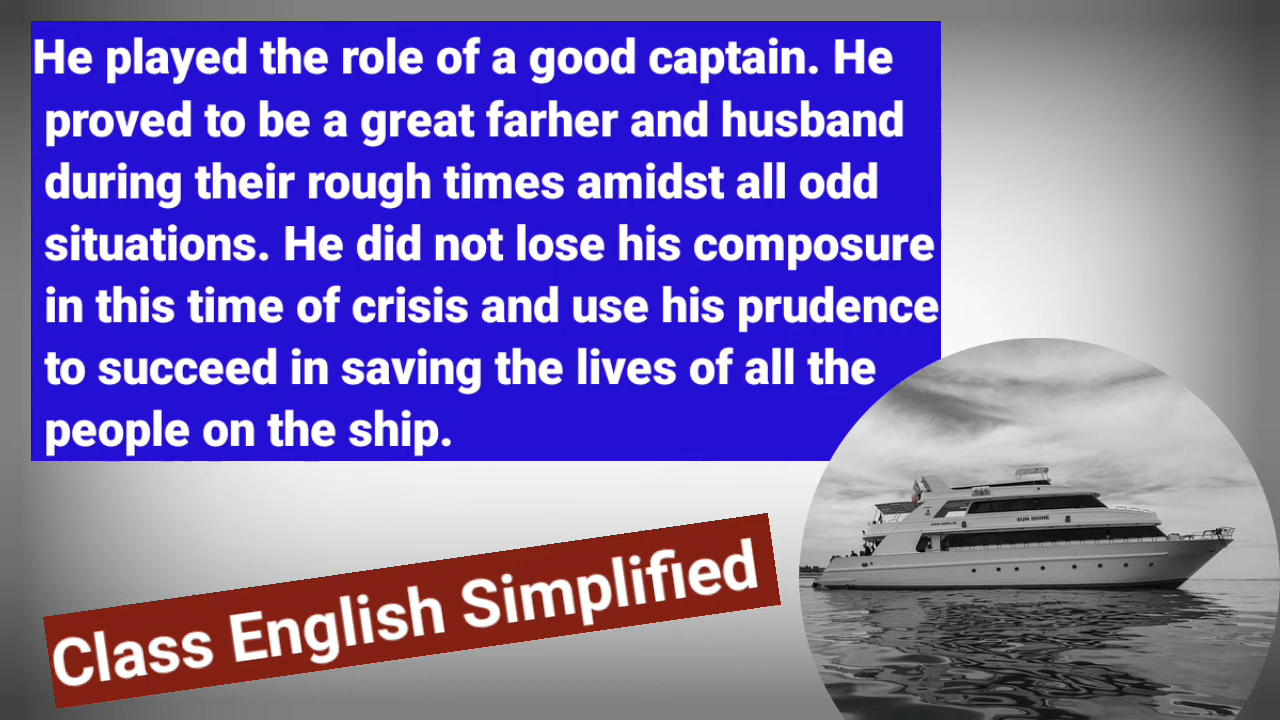 He played the role of a good captain. He
proved to be a great farher and husband
during their rough times amidst all odd
situations. He did not lose his composure
in this time of crisis and use his prudence
to succeed in saving the lives of all the
people on the ship.
SUN SHINE
Class English Simplified